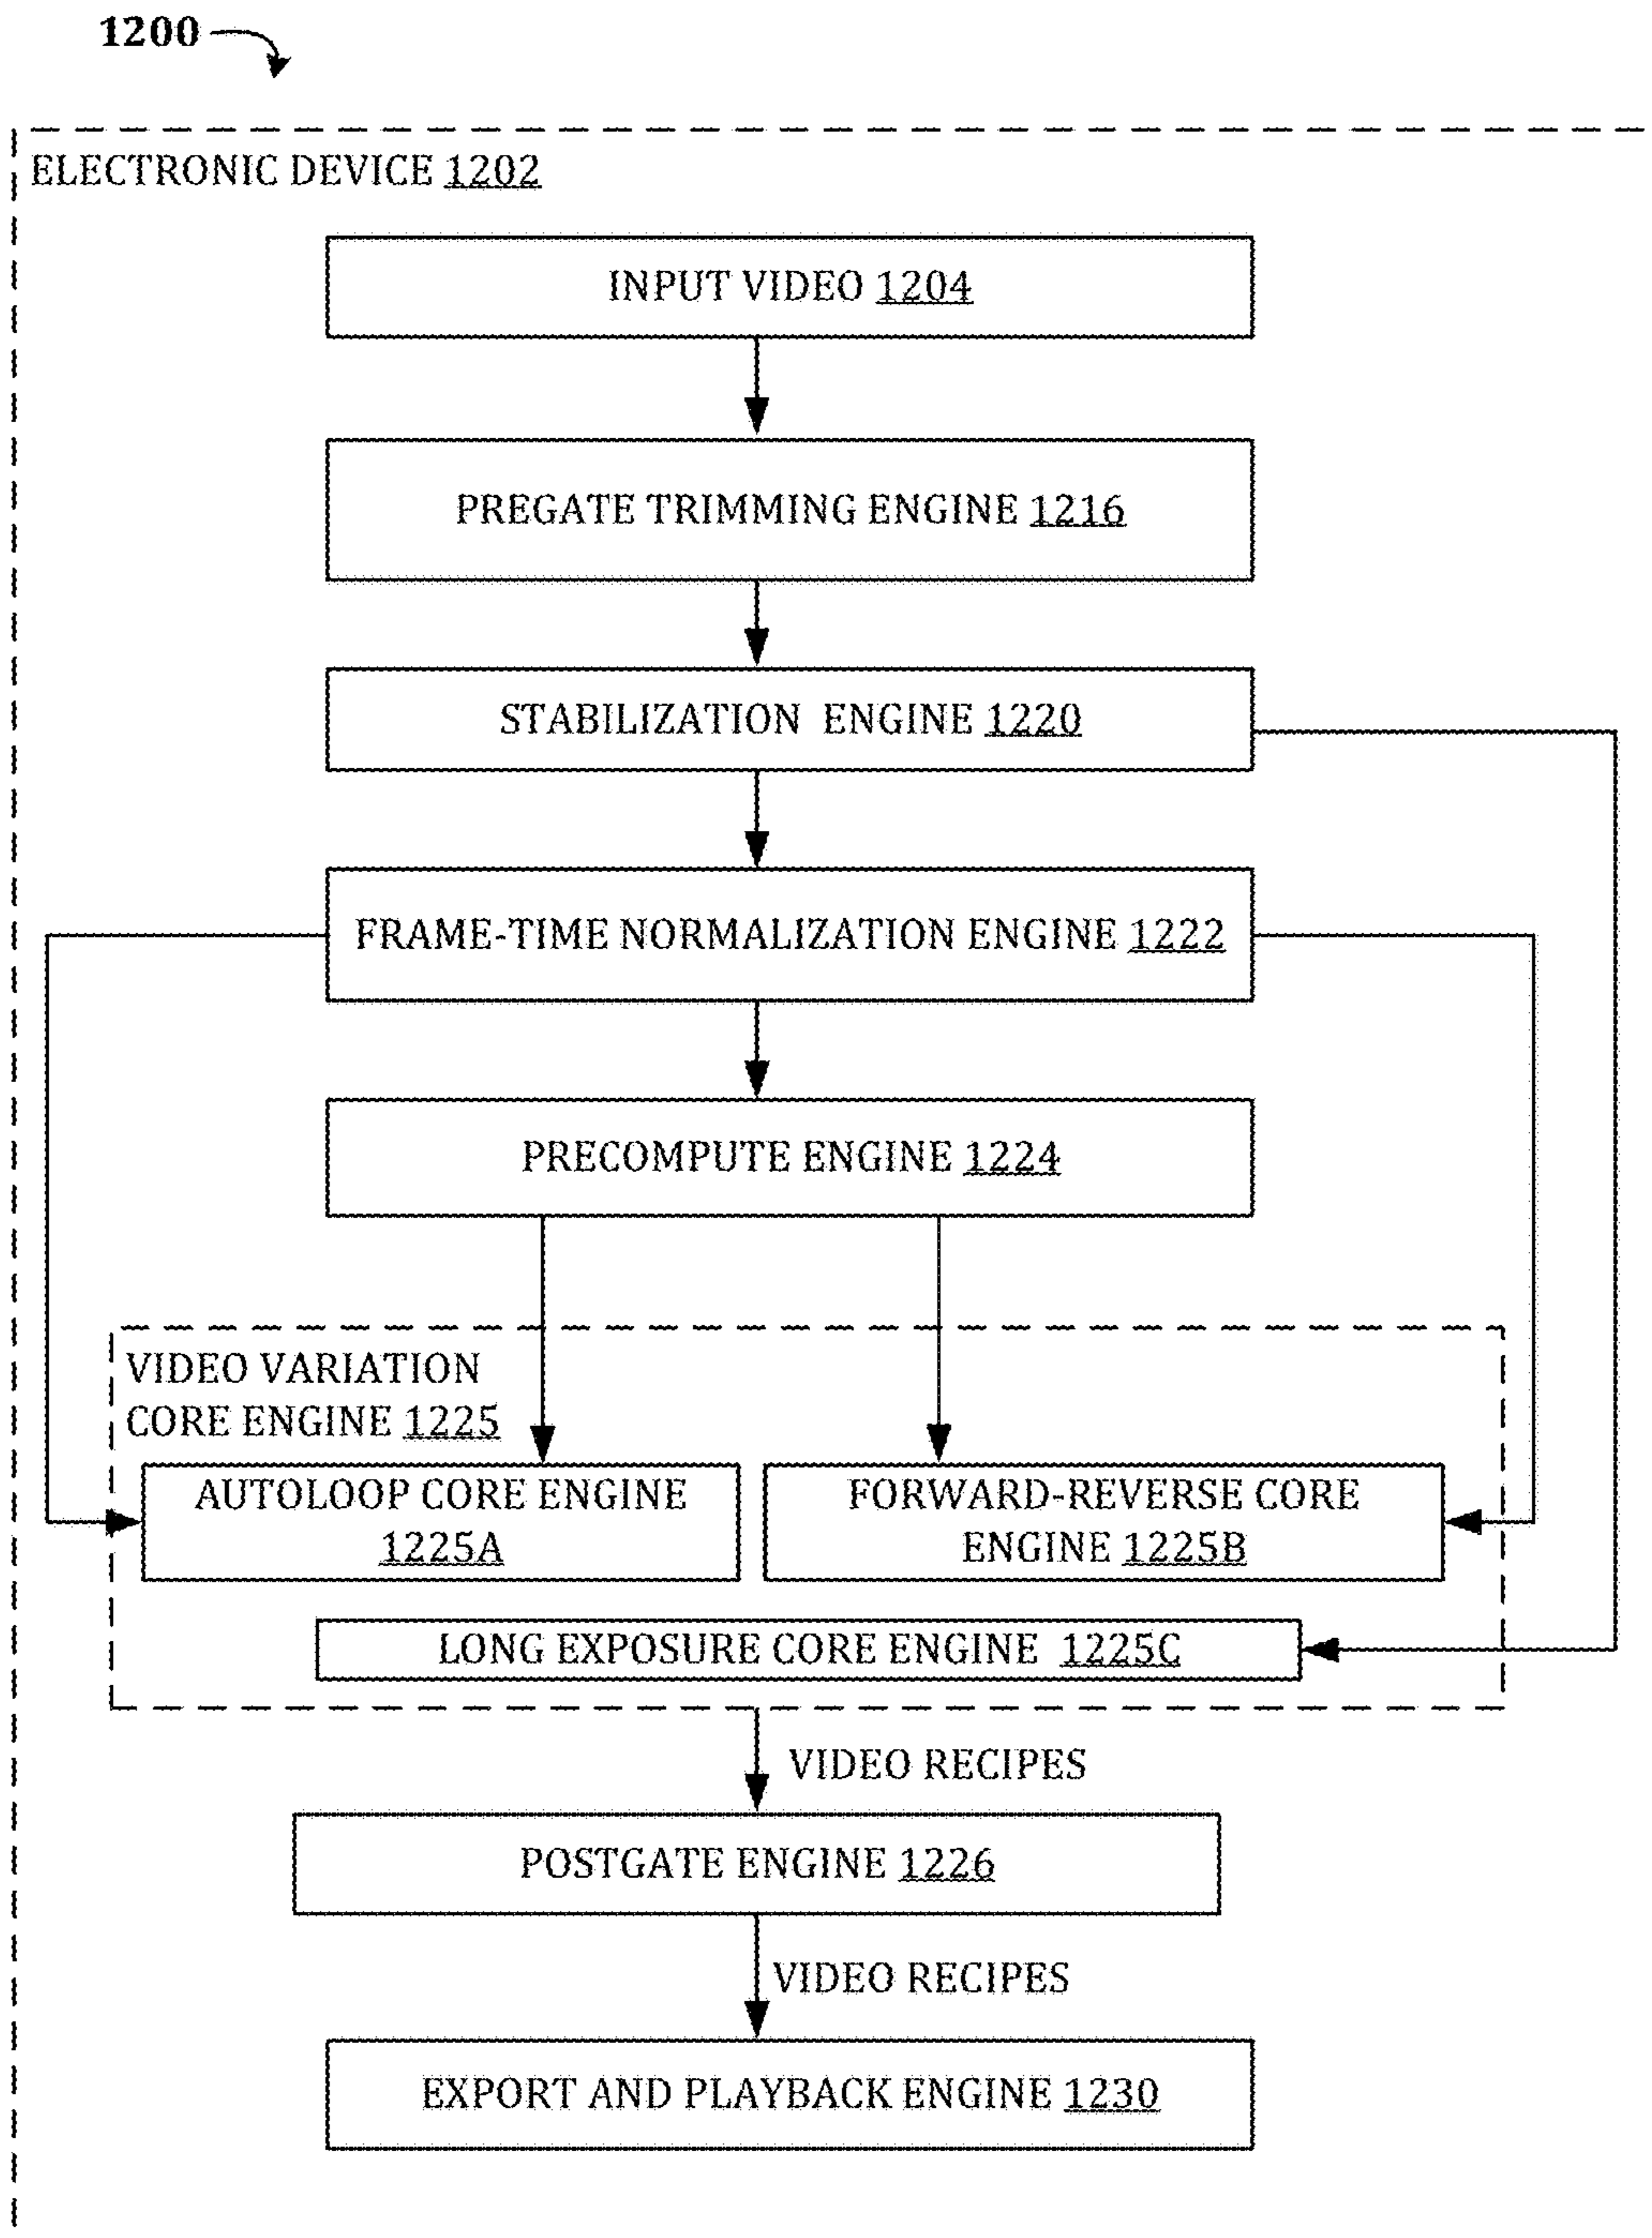 1200
ELECTRONIC DEVICE 1202
INPUT VIDEO 1204
PREGATE TRIMMING ENGINE 1216
STABILIZATION ENGINE 1220
FRAME-TIME NORMALIZATION ENGINE 1222
PRECOMPUTE ENGINE 1224
VIDEO VARIATION
CORE ENGINE 1225
AUTOLOOP CORE ENGINE
1225A
FORWARD-REVERSE CORE
ENGINE 1225B
LONG EXPOSURE CORE ENGINE 1225C
VIDEO RECIPES
POSTGATE ENGINE 1226
VIDEO RECIPES
EXPORT AND PLAYBACK ENGINE 1230